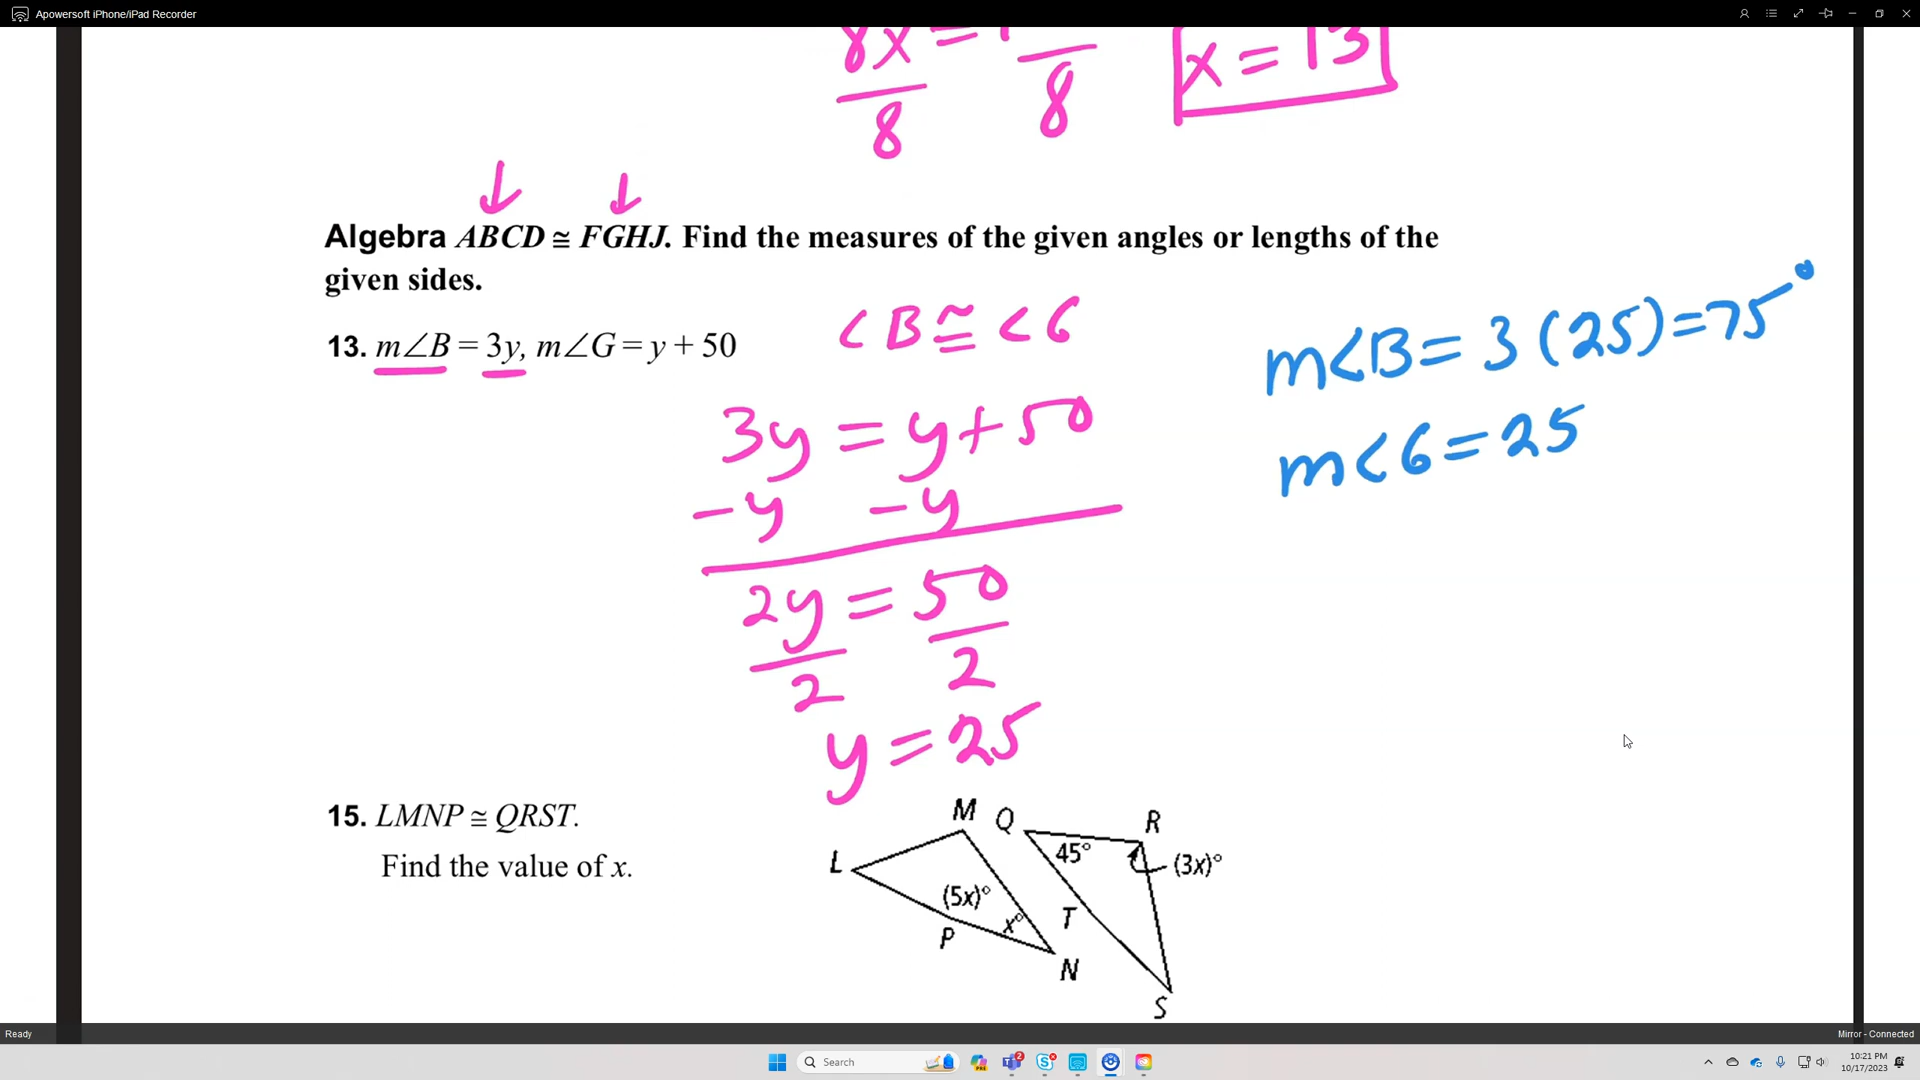 Apowersoft iPhone/iPad Recorder
8x =
8
8
x = 13
Algebra ABCD ≅ FGHJ. Find the measures of the given angles or lengths of the
given sides.
13. m∠B = 3y, m∠G = y + 50
<B ≅ <G
3y = y + 50
-y -y
2y = 50
2 2
y = 25
m<B = 3(25) = 75°
m<G = 25
15. LMNP ≅ QRST.
Find the value of x.
M Q R
L
45°
(3x)°
(5x)°
x°
T
P
N
S
Ready
Mirror - Connected
Search
PRE
2
10:21 PM
10/17/2023